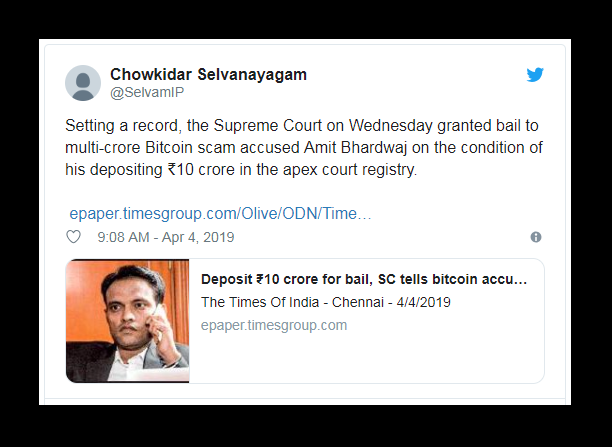 Chowkidar Selvanayagam
@SelvamIP
Setting a record, the Supreme Court on Wednesday granted bail to
multi-crore Bitcoin scam accused Amit Bhardwaj on the condition of
his depositing ₹10 crore in the apex court registry.
epaper.timesgroup.com/Olive/ODN/Time…
9:08 AM - Apr 4, 2019
Deposit ₹10 crore for bail, SC tells bitcoin accu…
The Times Of India - Chennai - 4/4/2019
epaper.timesgroup.com